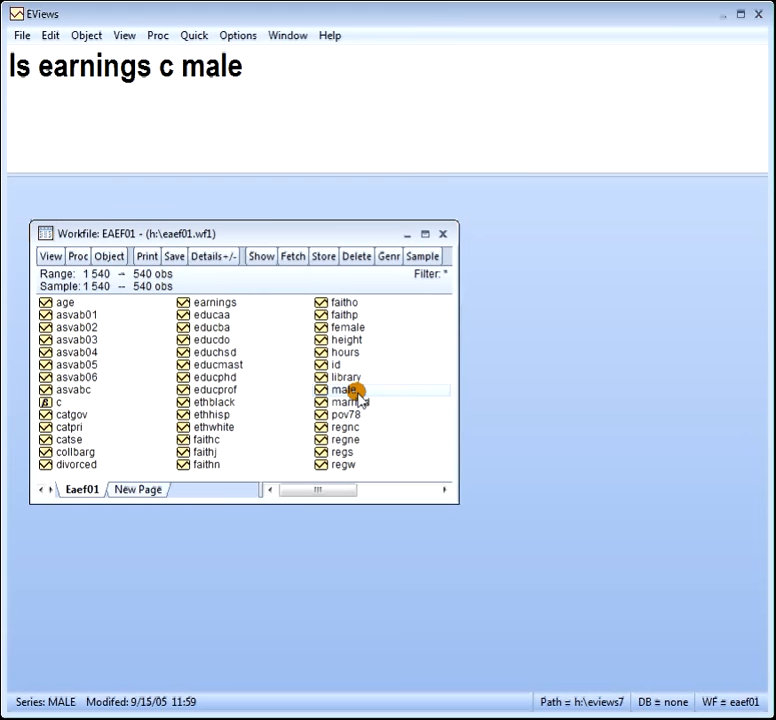 EViews
File Edit Object View Proc Quick Options Window Help
ls earnings c male
Workfile: EAEF01 - (h:\eaef01.wf1)
View Proc Object Print Save Details+/- Show Fetch Store Delete Genr Sample
Range: 1 540 -- 540 obs Filter: *
Sample: 1 540 -- 540 obs
age earnings faitho
asvab01 educaa faithp
asvab02 educba female
asvab03 educdo height
asvab04 educhsd hours
asvab05 educmast id
asvab06 educphd library
asvabc educprof male
c ethblack married
catgov ethhisp pov78
catpri ethwhite regnc
catse faithc regne
collbarg faithj regs
divorced faithn regw
Eaef01 New Page
Series: MALE Modifed: 9/15/05 11:59 Path = h:\eviews7 DB = none WF = eaef01